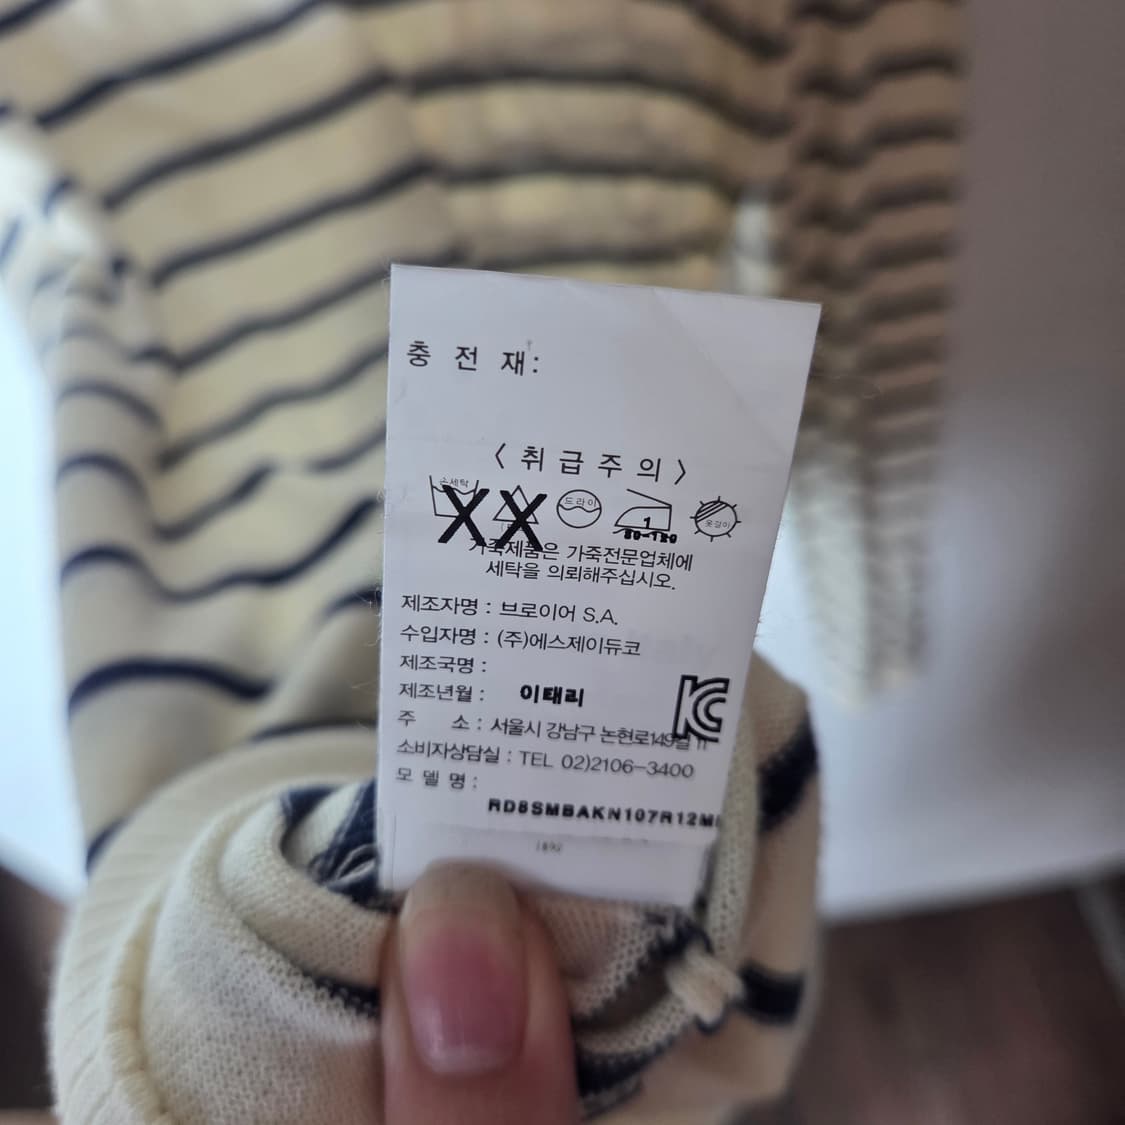 충 전 재:
〈 취 급 주 의 〉
손세탁 드라이 1 80-120 옷걸이
가죽제품은 가죽전문업체에
세탁을 의뢰해주십시오.
제조자명 : 브로이어 S.A.
수입자명 : (주)에스제이듀코
제조국명 :
제조년월 : 이태리
주 소 : 서울시 강남구 논현로149길 11
소비자상담실 : TEL 02)2106-3400
모 델 명 :
RD8SMBAKN107R12M